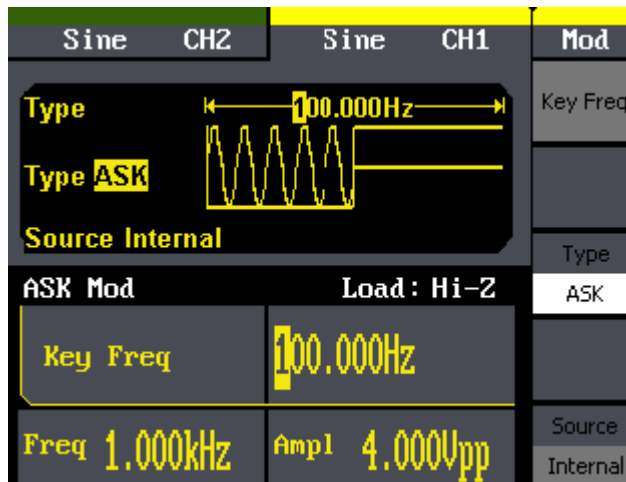 Sine CH2 Sine CH1 Mod
Type 100.000Hz
Key Freq
Type ASK
Source Internal
Type
ASK Mod Load: Hi-Z
ASK
Key Freq 100.000Hz
Freq 1.000kHz Ampl 4.000Vpp
Source
Internal